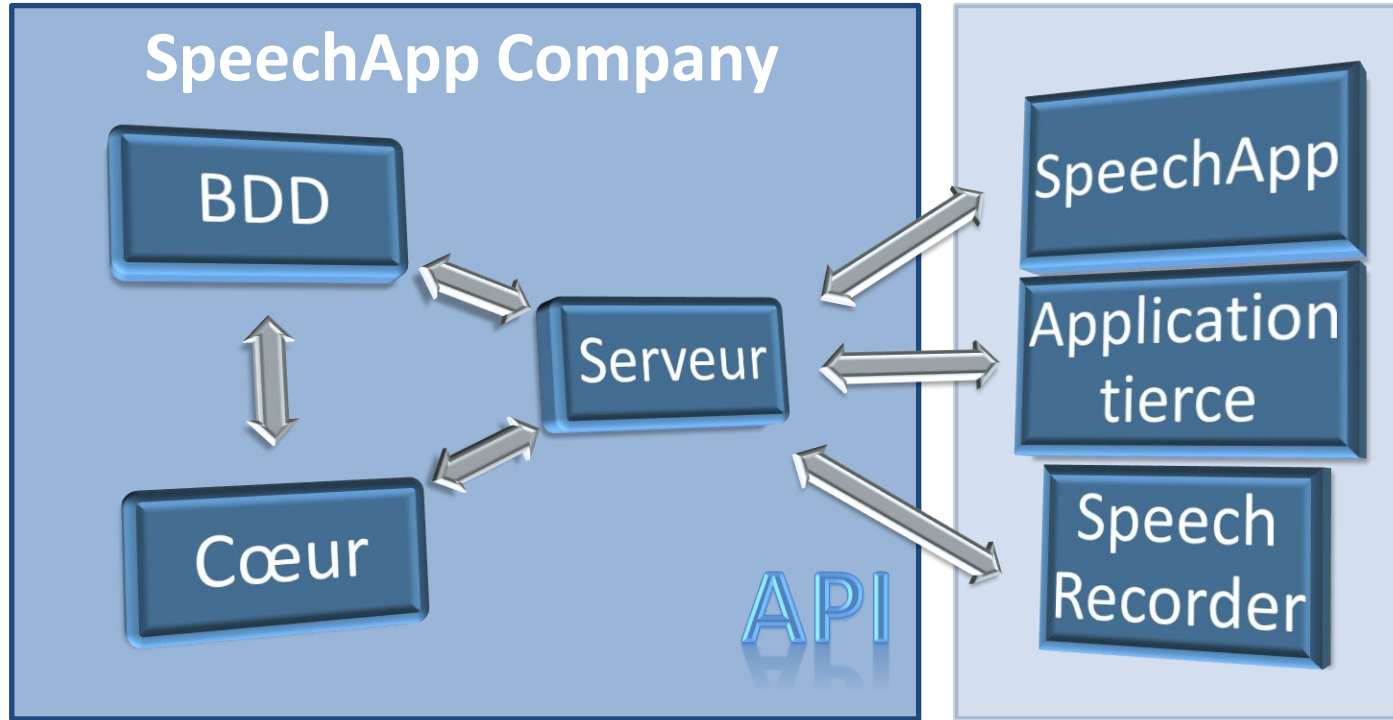 SpeechApp Company
BDD
Serveur
Cœur
API
SpeechApp
Application
tierce
Speech
Recorder